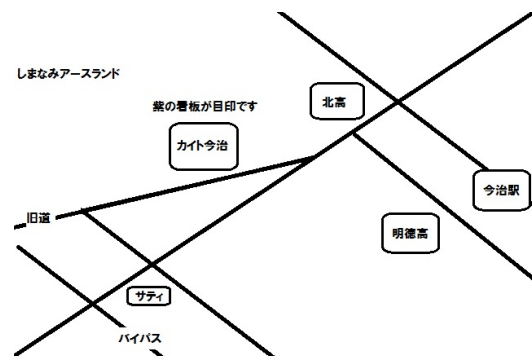 しまなみアースランド
紫の看板が目印です
北高
カイト今治
今治駅
旧道
明徳高
サティ
バイパス